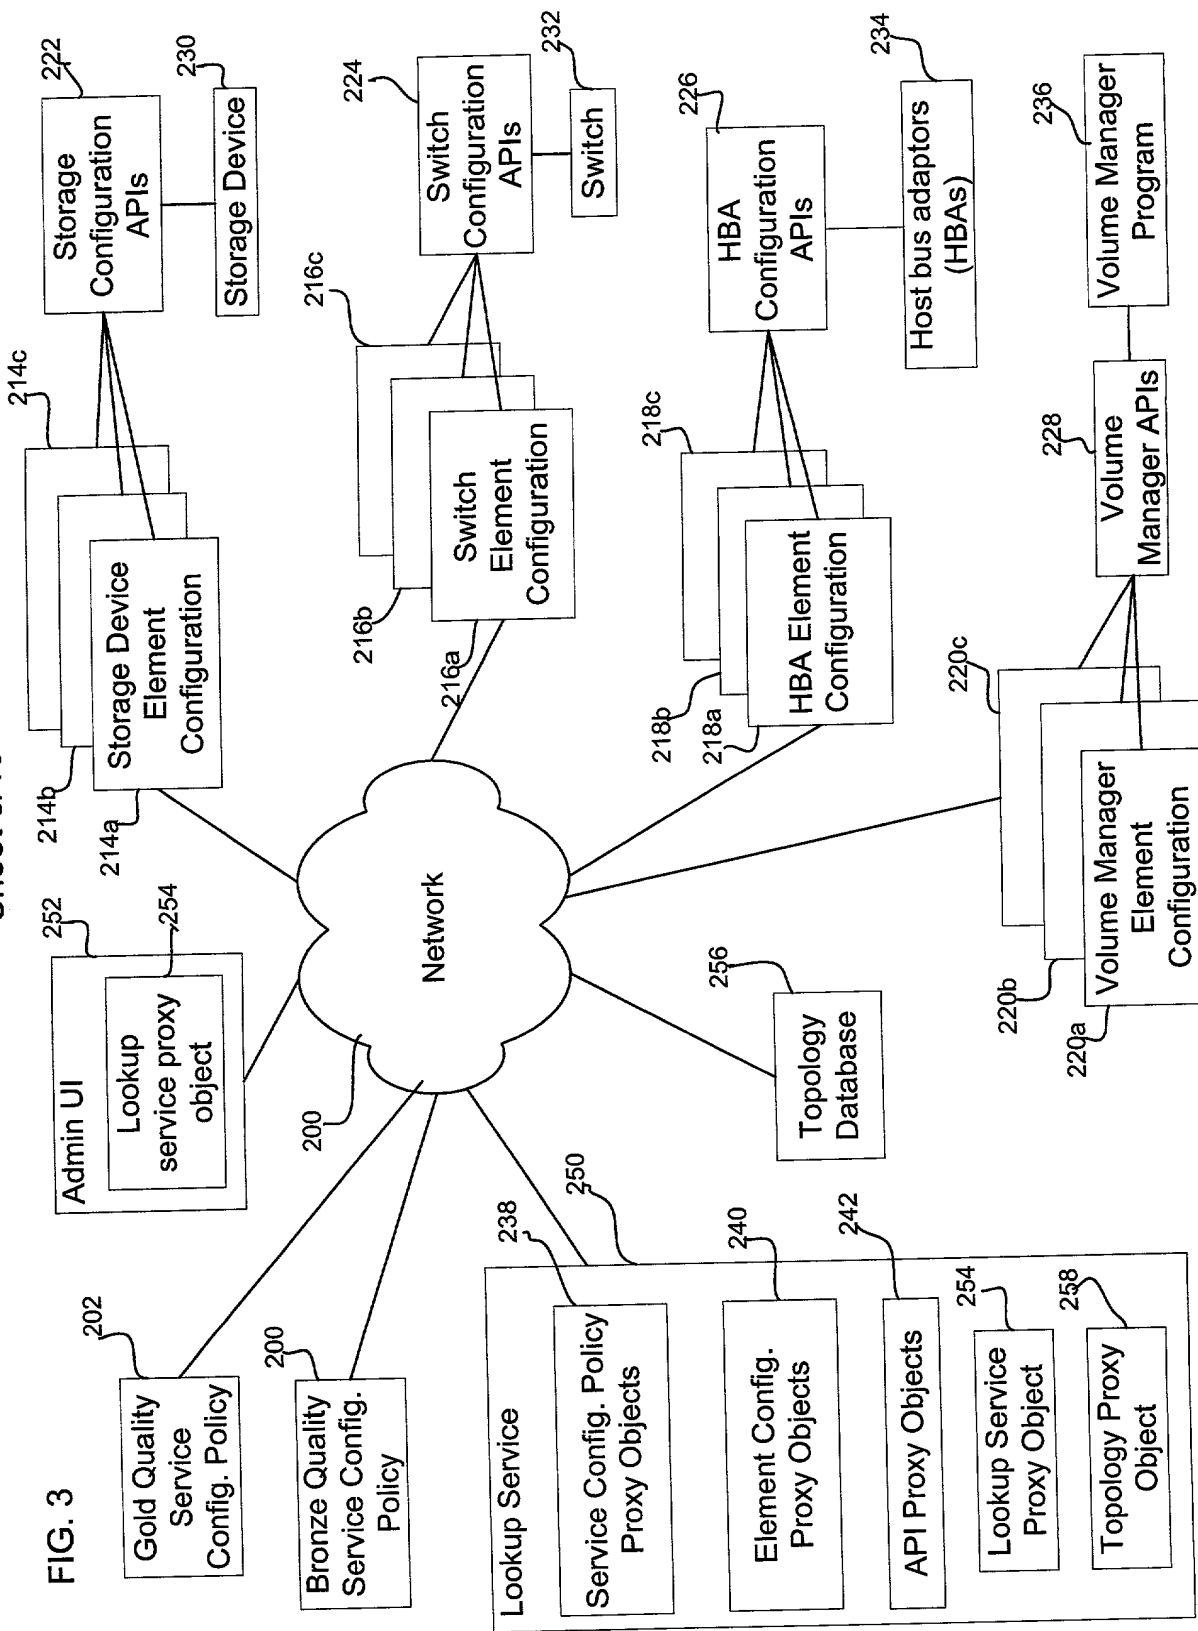 FIG. 3
Gold Quality
Service
Config. Policy
202
Bronze Quality
Service Config.
Policy
200
Admin UI
Lookup
service proxy
object
252
254
Network
200
Lookup Service
250
Service Config. Policy
Proxy Objects
238
Element Config.
Proxy Objects
240
API Proxy Objects
242
Lookup Service
Proxy Object
254
Topology Proxy
Object
258
Topology
Database
256
Storage Device
Element
Configuration
214a
214b
214c
Storage
Configuration
APIs
222
Storage Device
230
Switch
Element
Configuration
216a
216b
216c
Switch
Configuration
APIs
224
Switch
232
HBA Element
Configuration
218a
218b
218c
HBA
Configuration
APIs
226
Host bus adaptors
(HBAs)
234
Volume Manager
Element
Configuration
220a
220b
220c
Volume
Manager APIs
228
Volume Manager
Program
236